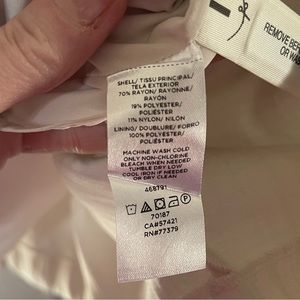 REMOVE BEF
OR WAS
SHELL/ TISSU PRINCIPAL/
TELA EXTERIOR
70% RAYON/ RAYONNE/
RAYON
19% POLYESTER/
POLIÉSTER
11% NYLON/ NILÓN
LINING/ DOUBLURE/ FORRO
100% POLYESTER/
POLIÉSTER
MACHINE WASH COLD
ONLY NON-CHLORINE
BLEACH WHEN NEEDED
TUMBLE DRY LOW
COOL IRON IF NEEDED
OR DRY CLEAN
468791
70187
CA#57421
RN#77379